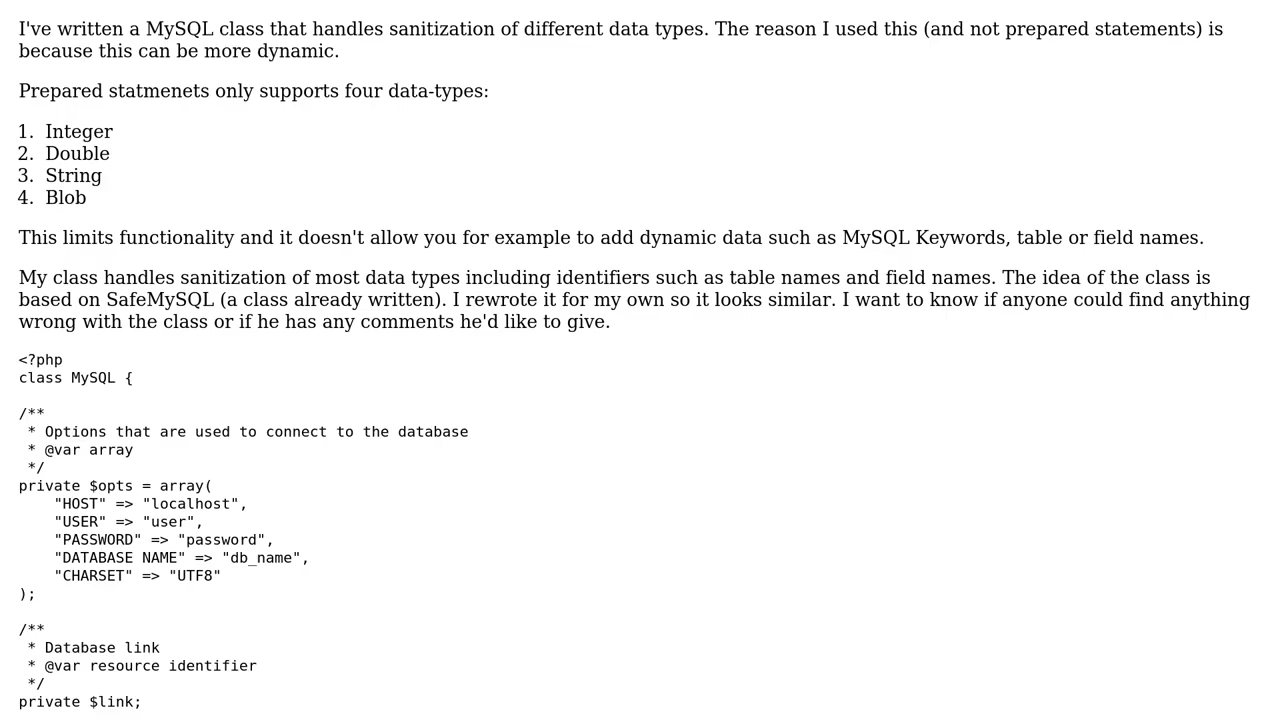 I've written a MySQL class that handles sanitization of different data types. The reason I used this (and not prepared statements) is
because this can be more dynamic.
Prepared statmenets only supports four data-types:
1. Integer
2. Double
3. String
4. Blob
This limits functionality and it doesn't allow you for example to add dynamic data such as MySQL Keywords, table or field names.
My class handles sanitization of most data types including identifiers such as table names and field names. The idea of the class is
based on SafeMySQL (a class already written). I rewrote it for my own so it looks similar. I want to know if anyone could find anything
wrong with the class or if he has any comments he'd like to give.
<?php
class MySQL {
/**
 * Options that are used to connect to the database
 * @var array
 */
private $opts = array(
    "HOST" => "localhost",
    "USER" => "user",
    "PASSWORD" => "password",
    "DATABASE NAME" => "db_name",
    "CHARSET" => "UTF8"
);
/**
 * Database link
 * @var resource identifier
 */
private $link;